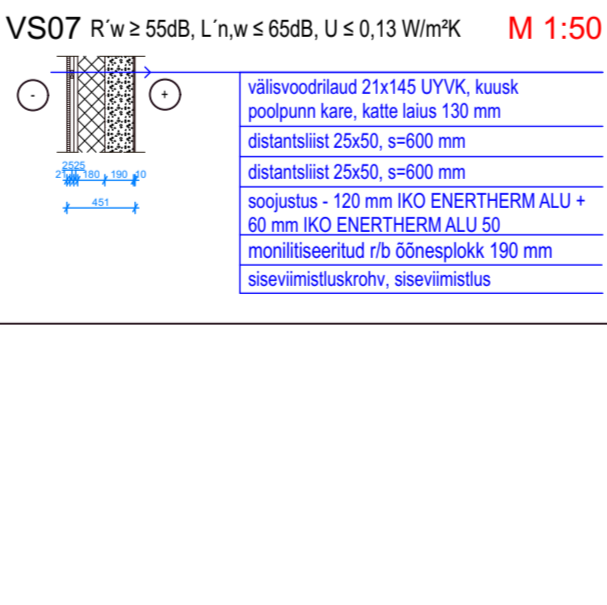 VS07 R´w ≥ 55dB, L´n,w ≤ 65dB, U ≤ 0,13 W/m²K M 1:50
- +
välisvoodrilaud 21x145 UYVK, kuusk
poolpunn kare, katte laius 130 mm
distantsliist 25x50, s=600 mm
distantsliist 25x50, s=600 mm
soojustus - 120 mm IKO ENERTHERM ALU +
60 mm IKO ENERTHERM ALU 50
monilitiseeritud r/b õõnesplokk 190 mm
siseviimistluskrohv, siseviimistlus
2525
180 190 10
451